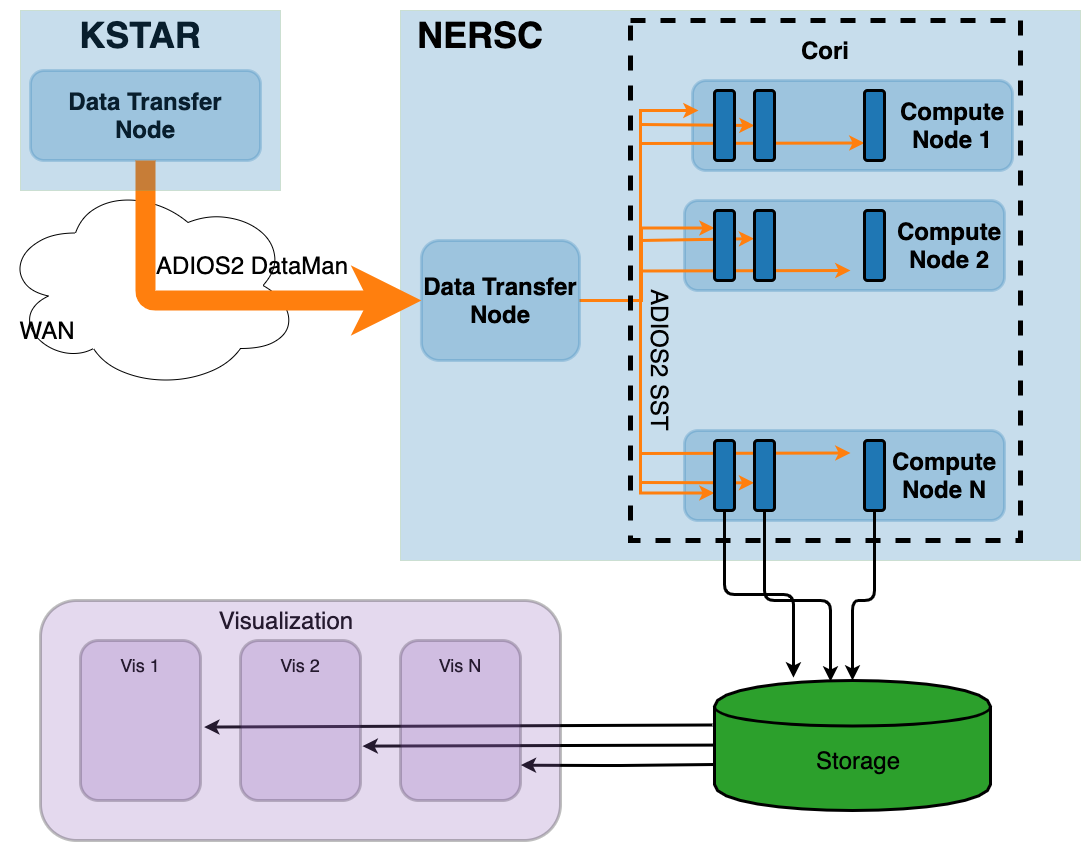 KSTAR
Data Transfer
Node
ADIOS2 DataMan
WAN
NERSC
Data Transfer
Node
ADIOS2 SST
Cori
Compute
Node 1
Compute
Node 2
Compute
Node N
Visualization
Vis 1
Vis 2
Vis N
Storage